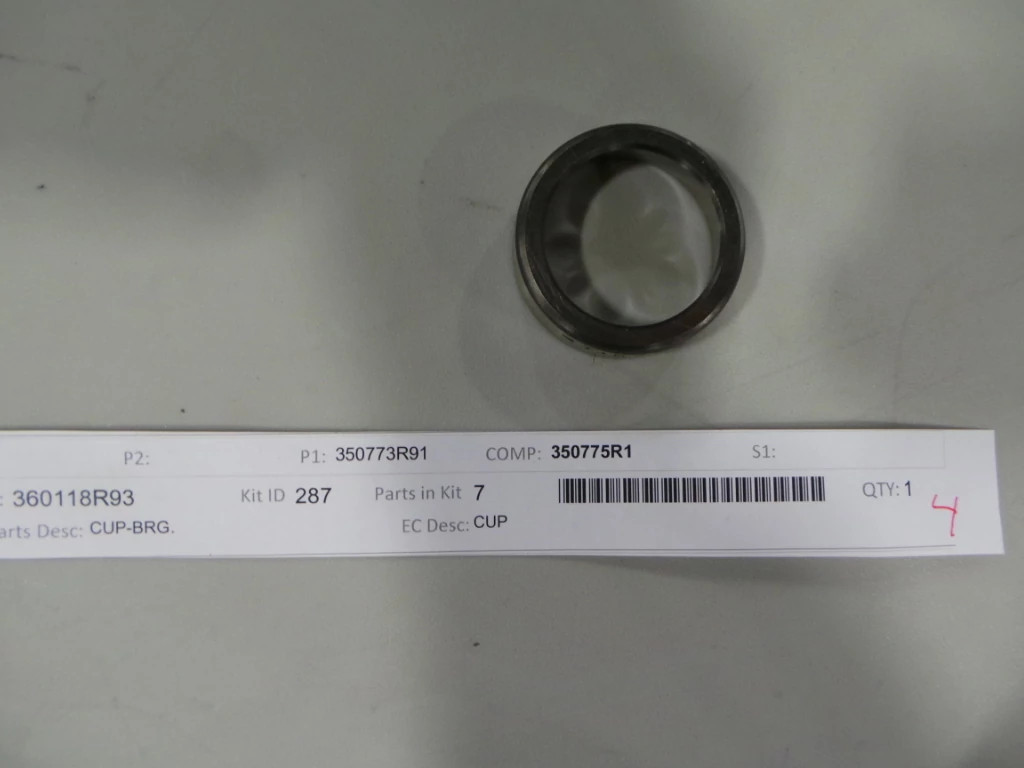 P2: P1: 350773R91 COMP: 350775R1 S1:
: 360118R93 Kit ID 287 Parts in Kit 7 QTY: 1 4
arts Desc: CUP-BRG. EC Desc: CUP